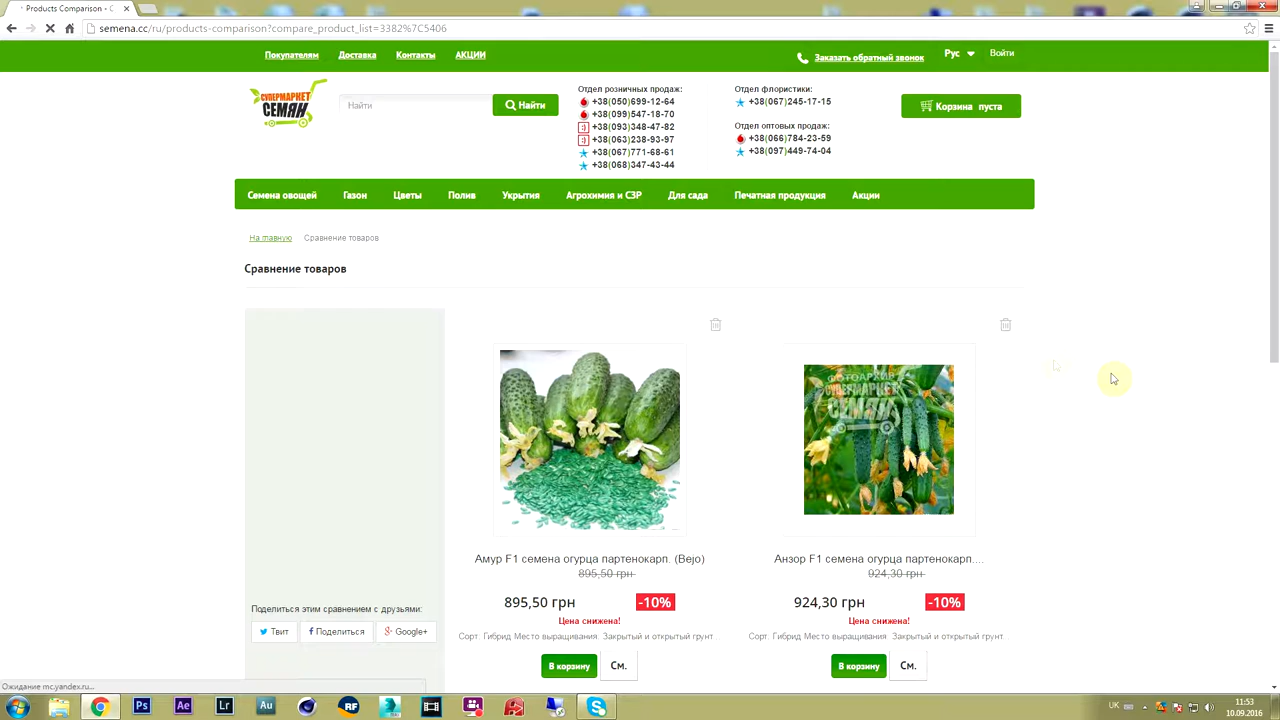 Products Comparison - С
semena.cc/ru/products-comparison?compare_product_list=3382%7C5406
Покупателям Доставка Контакты АКЦИИ
Заказать обратный звонок
Рус
Войти
СУПЕРМАРКЕТ
СЕМЯН
Найти
Найти
Отдел розничных продаж:
+38(050)699-12-64
+38(099)547-18-70
+38(093)348-47-82
+38(063)238-93-97
+38(067)771-68-61
+38(068)347-43-44
Отдел флористики:
+38(067)245-17-15
Отдел оптовых продаж:
+38(066)784-23-59
+38(097)449-74-04
Корзина пуста
Семена овощей Газон Цветы Полив Укрытия Агрохимия и СЗР Для сада Печатная продукция Акции
На главную Сравнение товаров
Сравнение товаров
ФОТОАРХИВ
СУПЕРМАРКЕТ
СЕМЯН
Амур F1 семена огурца партенокарп. (Bejo)
895,50 грн
895,50 грн -10%
Цена снижена!
Сорт: Гибрид Место выращивания: Закрытый и открытый грунт...
В корзину См.
Анзор F1 семена огурца партенокарп....
924,30 грн
924,30 грн -10%
Цена снижена!
Сорт: Гибрид Место выращивания: Закрытый и открытый грунт...
В корзину См.
Поделиться этим сравнением с друзьями:
Твит Поделиться Google+
Ожидание mc.yandex.ru...
Ps Ae Lr Au RF
UK
11:53
10.09.2016